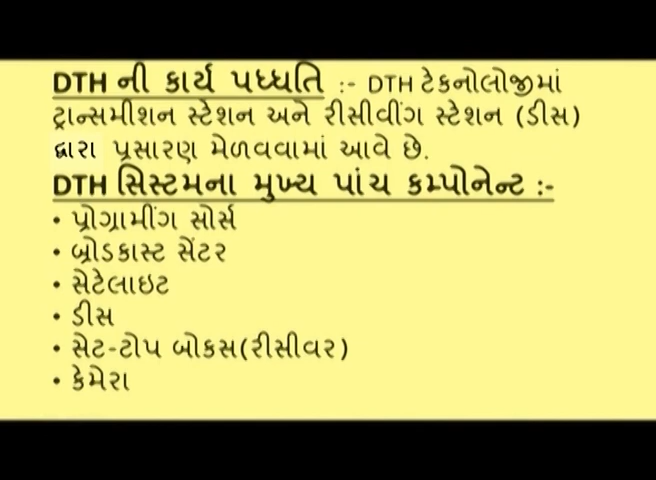 DTH ની કાર્ય પધ્ધતિ :- DTH ટેકનોલોજીમાં
ટ્રાન્સમીશન સ્ટેશન અને રીસીવીંગ સ્ટેશન (ડીસ)
દ્વારા પ્રસારણ મેળવવામાં આવે છે.
DTH સિસ્ટમના મુખ્ય પાંચ કમ્પોનેન્ટ :-
• પ્રોગ્રામીંગ સોર્સ
• બ્રોડકાસ્ટ સેંટર
• સેટેલાઇટ
• ડીસ
• સેટ-ટોપ બોકસ(રીસીવર)
• કેમેરા